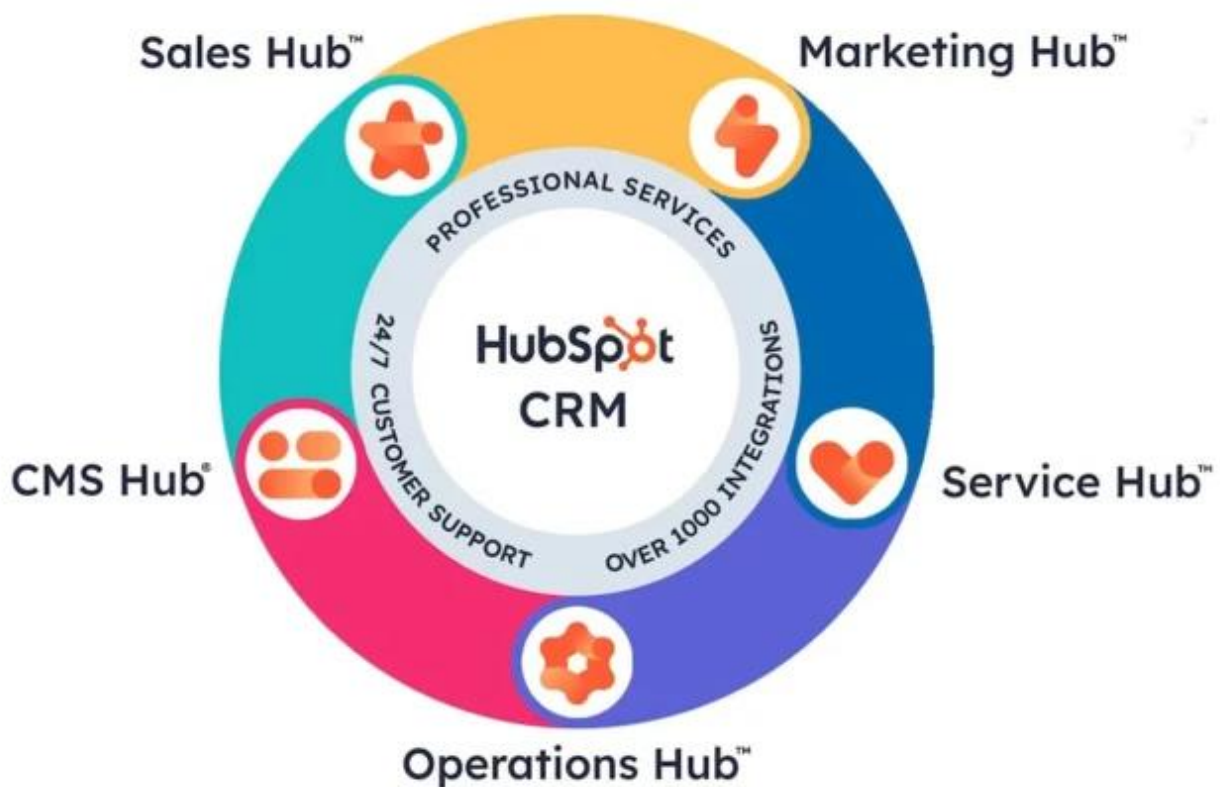 Sales Hub™
Marketing Hub™
PROFESSIONAL SERVICES
24/7 CUSTOMER SUPPORT
OVER 1000 INTEGRATIONS
HubSpot
CRM
CMS Hub®
Service Hub™
Operations Hub™